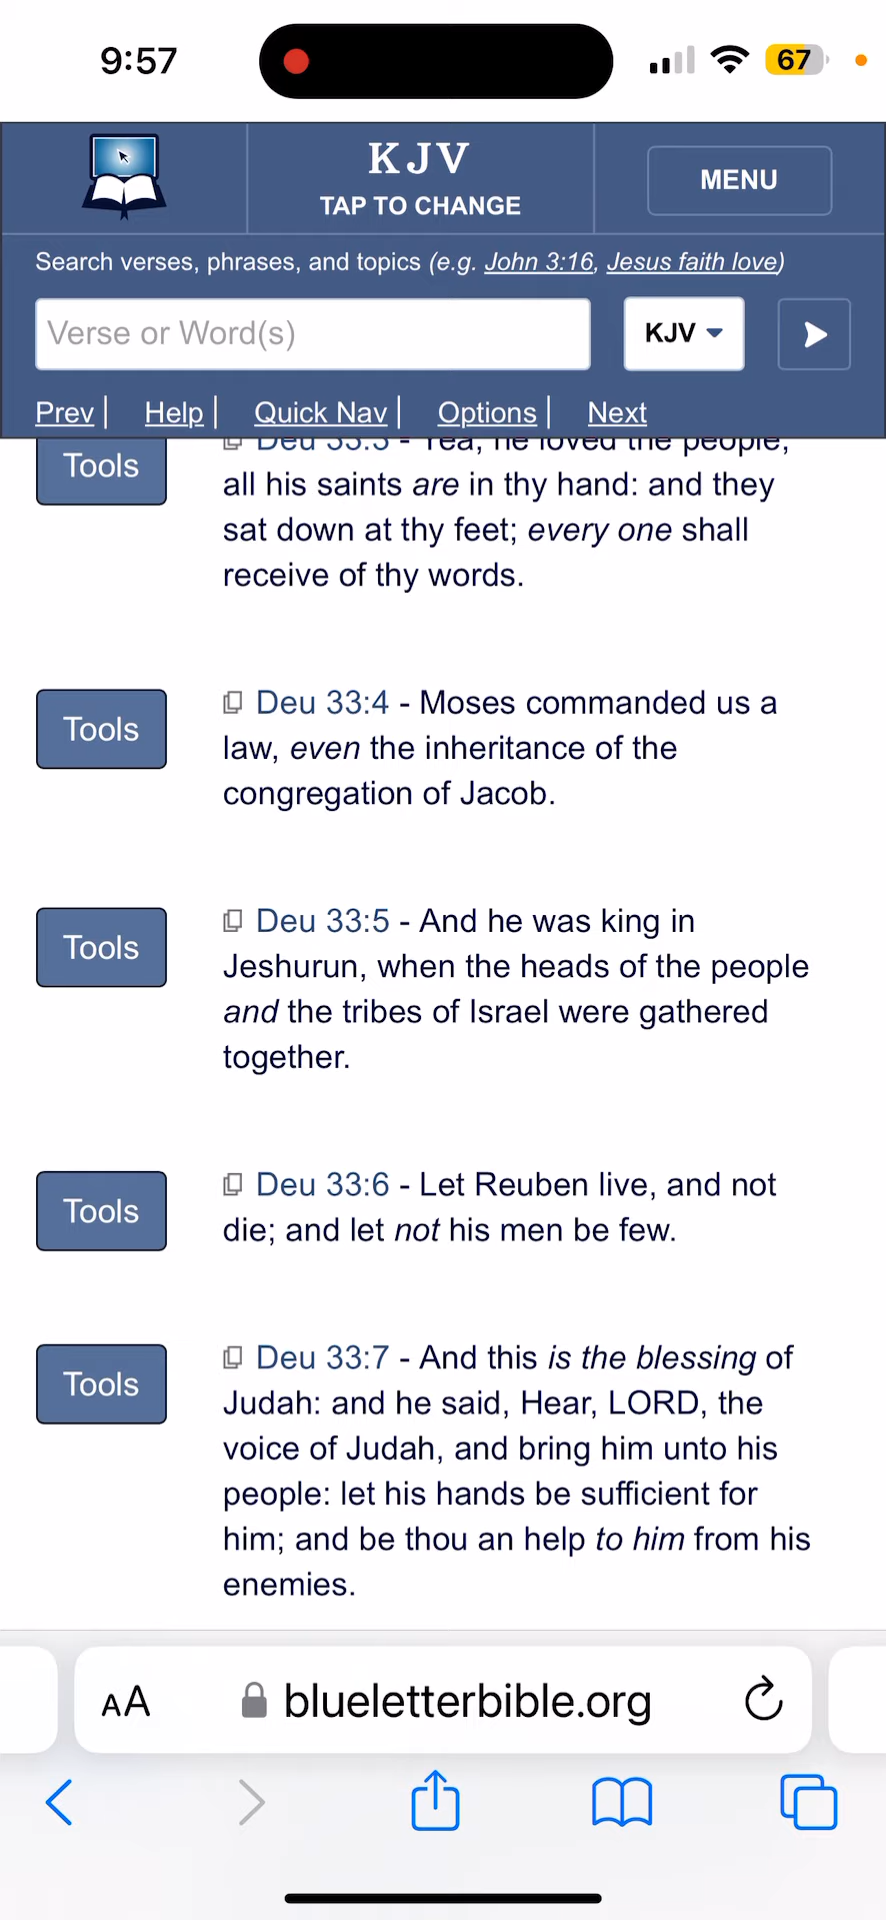 9:57
67
KJV
TAP TO CHANGE
MENU
Search verses, phrases, and topics (e.g. John 3:16, Jesus faith love)
Verse or Word(s)
KJV
Prev | Help | Quick Nav | Options | Next
Tools
Deu 33:3 - Yea, he loved the people;
all his saints are in thy hand: and they
sat down at thy feet; every one shall
receive of thy words.
Tools
Deu 33:4 - Moses commanded us a
law, even the inheritance of the
congregation of Jacob.
Tools
Deu 33:5 - And he was king in
Jeshurun, when the heads of the people
and the tribes of Israel were gathered
together.
Tools
Deu 33:6 - Let Reuben live, and not
die; and let not his men be few.
Tools
Deu 33:7 - And this is the blessing of
Judah: and he said, Hear, LORD, the
voice of Judah, and bring him unto his
people: let his hands be sufficient for
him; and be thou an help to him from his
enemies.
AA
blueletterbible.org